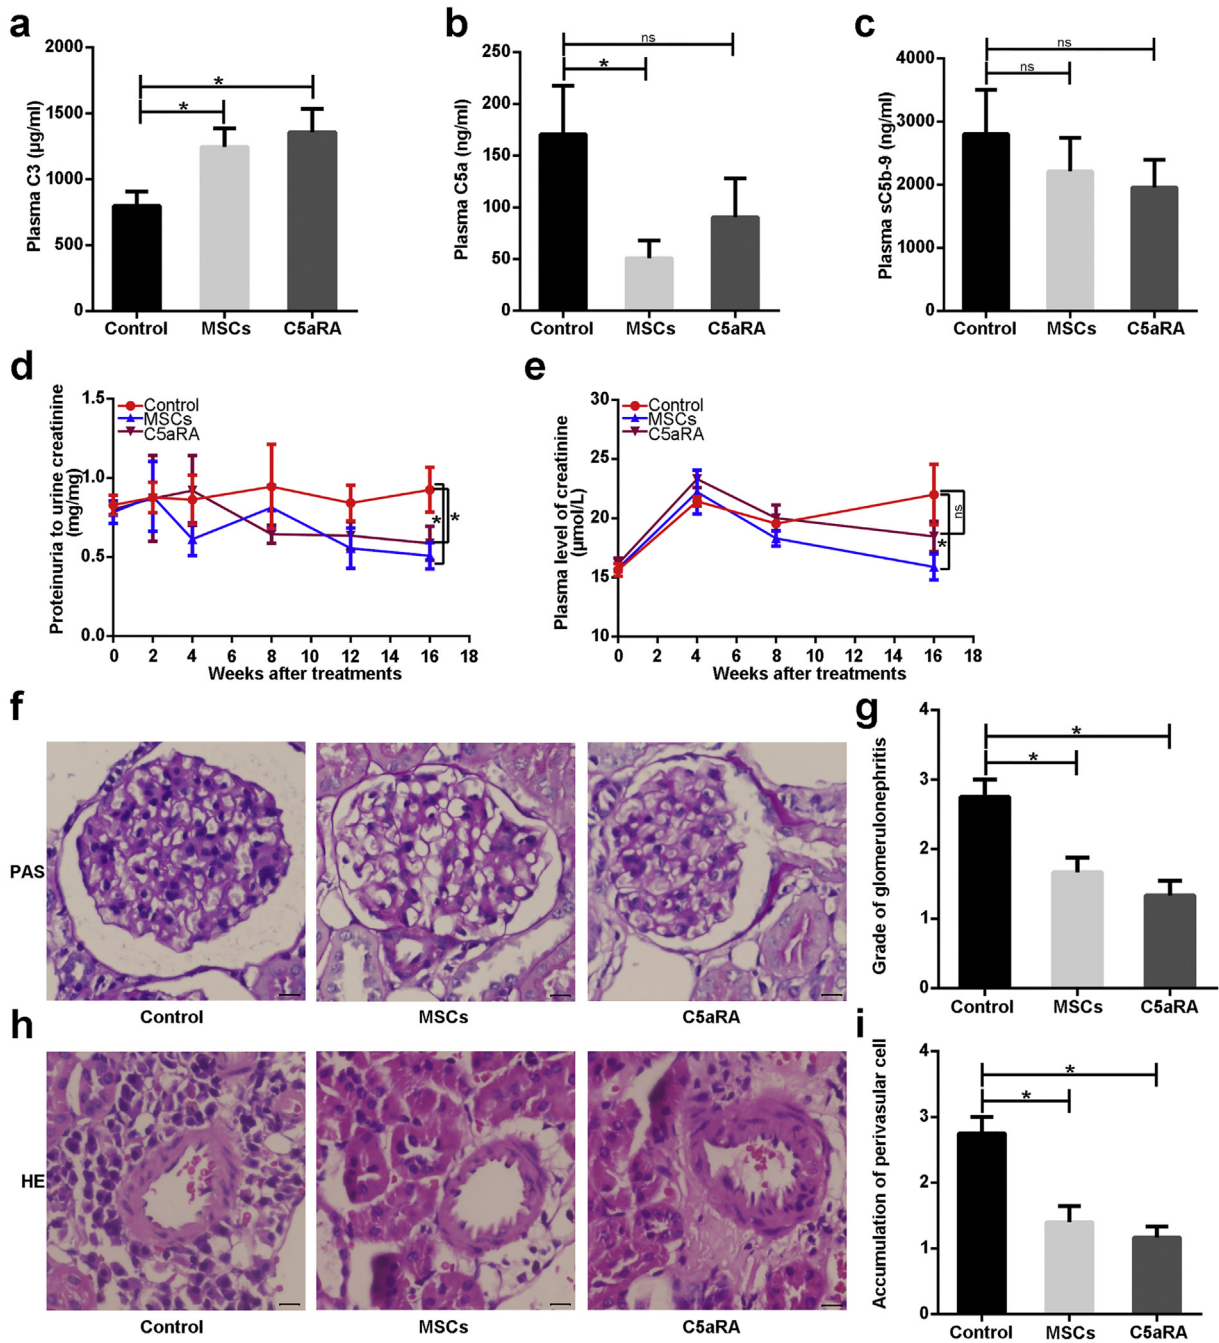 a
b
c
2000
1500
1000
500
0
Plasma C3 (µg/ml)
*
*
Control MSCs C5aRA
250
200
150
100
50
0
Plasma C5a (ng/ml)
ns
*
Control MSCs C5aRA
4000
3000
2000
1000
0
Plasma sC5b-9 (ng/ml)
ns
ns
Control MSCs C5aRA
d
e
Proteinuria to urine creatinine
(mg/mg)
1.5
1.0
0.5
0.0
Control
MSCs
C5aRA
* *
0 2 4 6 8 10 12 14 16 18
Weeks after treatments
Plasma level of creatinine
(µmol/L)
30
25
20
15
10
Control
MSCs
C5aRA
ns
*
0 2 4 6 8 10 12 14 16 18
Weeks after treatments
f
PAS
Control MSCs C5aRA
g
Grade of glomerulonephritis
4
3
2
1
0
*
*
Control MSCs C5aRA
h
HE
Control MSCs C5aRA
i
Accumulation of perivasular cell
4
3
2
1
0
*
*
Control MSCs C5aRA